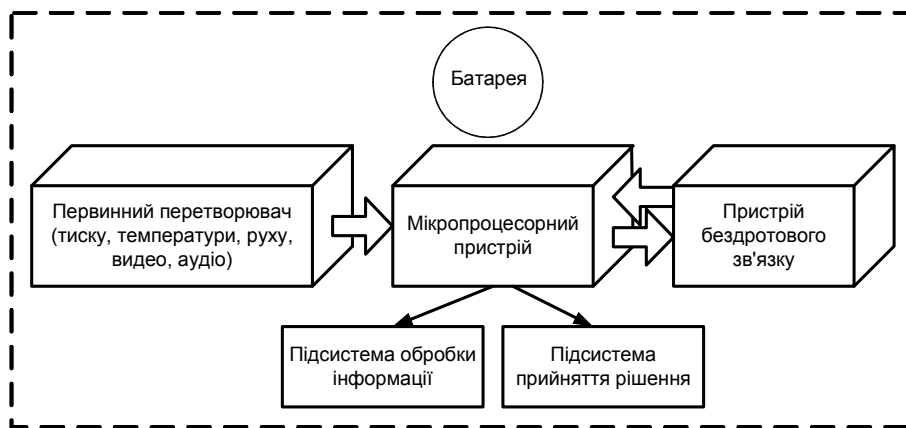 Батарея
Первинний перетворювач
(тиску, температури, руху,
видео, аудіо)
Мікропроцесорний
пристрій
Пристрій
бездротового
зв'язку
Підсистема обробки
інформації
Підсистема
прийняття рішення